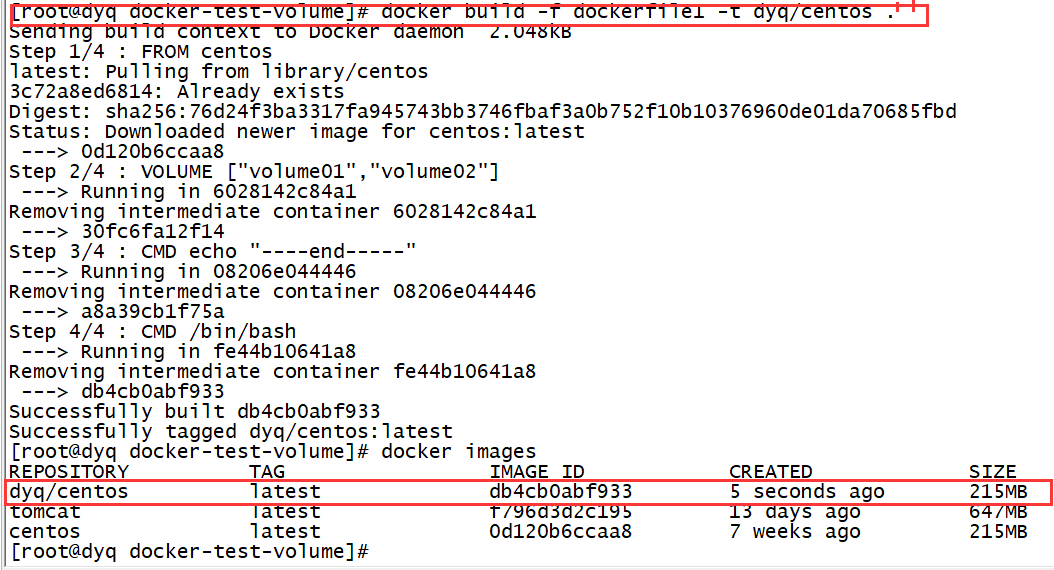 [root@dyq docker-test-volume]# docker build -f dockerfile1 -t dyq/centos .
Sending build context to Docker daemon  2.048kB
Step 1/4 : FROM centos
latest: Pulling from library/centos
3c72a8ed6814: Already exists
Digest: sha256:76d24f3ba3317fa945743bb3746fbaf3a0b752f10b10376960de01da70685fbd
Status: Downloaded newer image for centos:latest
 ---> 0d120b6ccaa8
Step 2/4 : VOLUME ["volume01","volume02"]
 ---> Running in 6028142c84a1
Removing intermediate container 6028142c84a1
 ---> 30fc6fa12f14
Step 3/4 : CMD echo "----end-----"
 ---> Running in 08206e044446
Removing intermediate container 08206e044446
 ---> a8a39cb1f75a
Step 4/4 : CMD /bin/bash
 ---> Running in fe44b10641a8
Removing intermediate container fe44b10641a8
 ---> db4cb0abf933
Successfully built db4cb0abf933
Successfully tagged dyq/centos:latest
[root@dyq docker-test-volume]# docker images
REPOSITORY          TAG                 IMAGE ID            CREATED             SIZE
dyq/centos          latest              db4cb0abf933        5 seconds ago       215MB
tomcat              latest              f796d3d2c195        13 days ago         647MB
centos              latest              0d120b6ccaa8        7 weeks ago         215MB
[root@dyq docker-test-volume]#